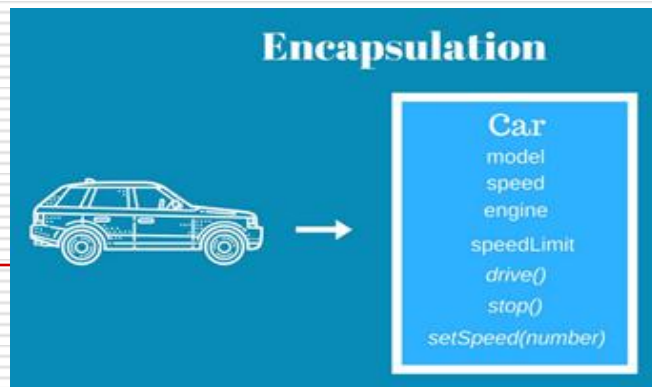 Encapsulation
Car
model
speed
engine
speedLimit
drive()
stop()
setSpeed(number)